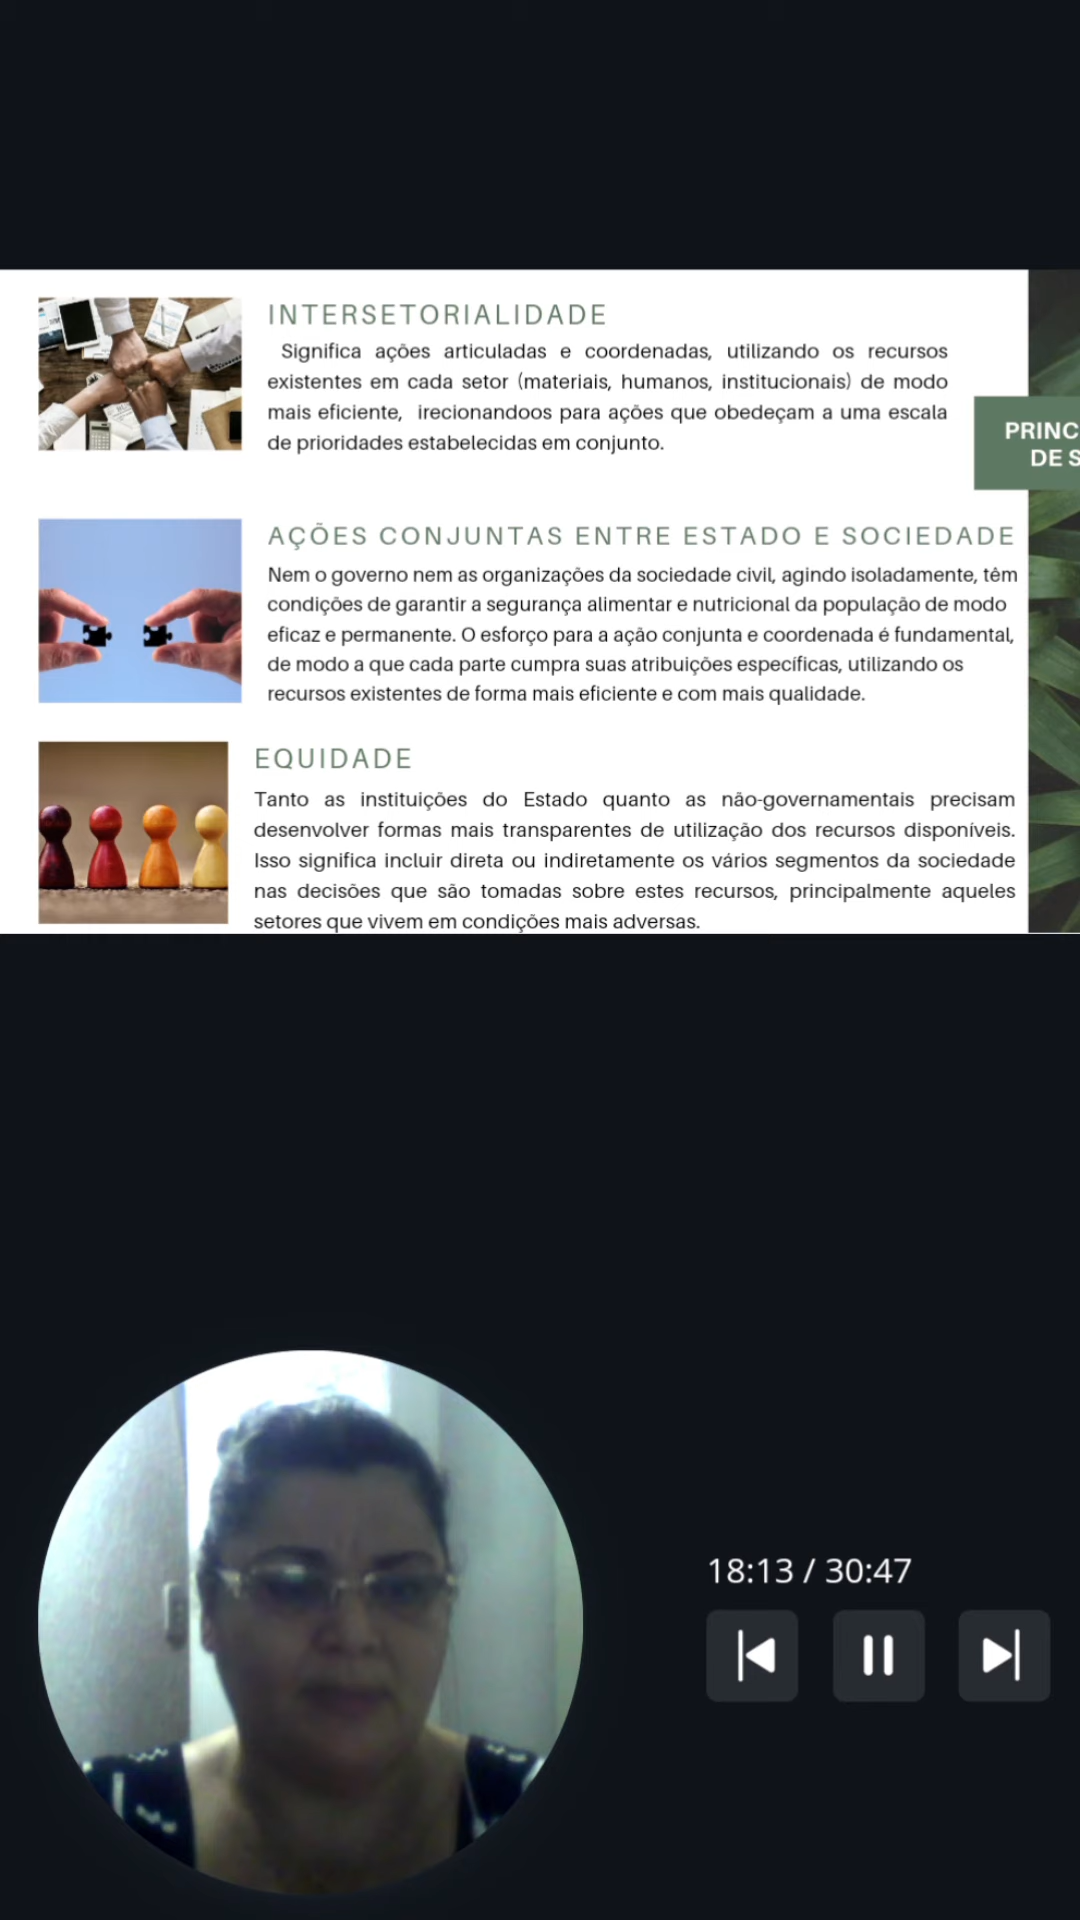 INTERSETORIALIDADE
Significa ações articuladas e coordenadas, utilizando os recursos
existentes em cada setor (materiais, humanos, institucionais) de modo
mais eficiente, irecionandoos para ações que obedeçam a uma escala
de prioridades estabelecidas em conjunto.
PRINC
DE S
AÇÕES CONJUNTAS ENTRE ESTADO E SOCIEDADE
Nem o governo nem as organizações da sociedade civil, agindo isoladamente, têm
condições de garantir a segurança alimentar e nutricional da população de modo
eficaz e permanente. O esforço para a ação conjunta e coordenada é fundamental,
de modo a que cada parte cumpra suas atribuições específicas, utilizando os
recursos existentes de forma mais eficiente e com mais qualidade.
EQUIDADE
Tanto as instituições do Estado quanto as não-governamentais precisam
desenvolver formas mais transparentes de utilização dos recursos disponíveis.
Isso significa incluir direta ou indiretamente os vários segmentos da sociedade
nas decisões que são tomadas sobre estes recursos, principalmente aqueles
setores que vivem em condições mais adversas.
18:13 / 30:47